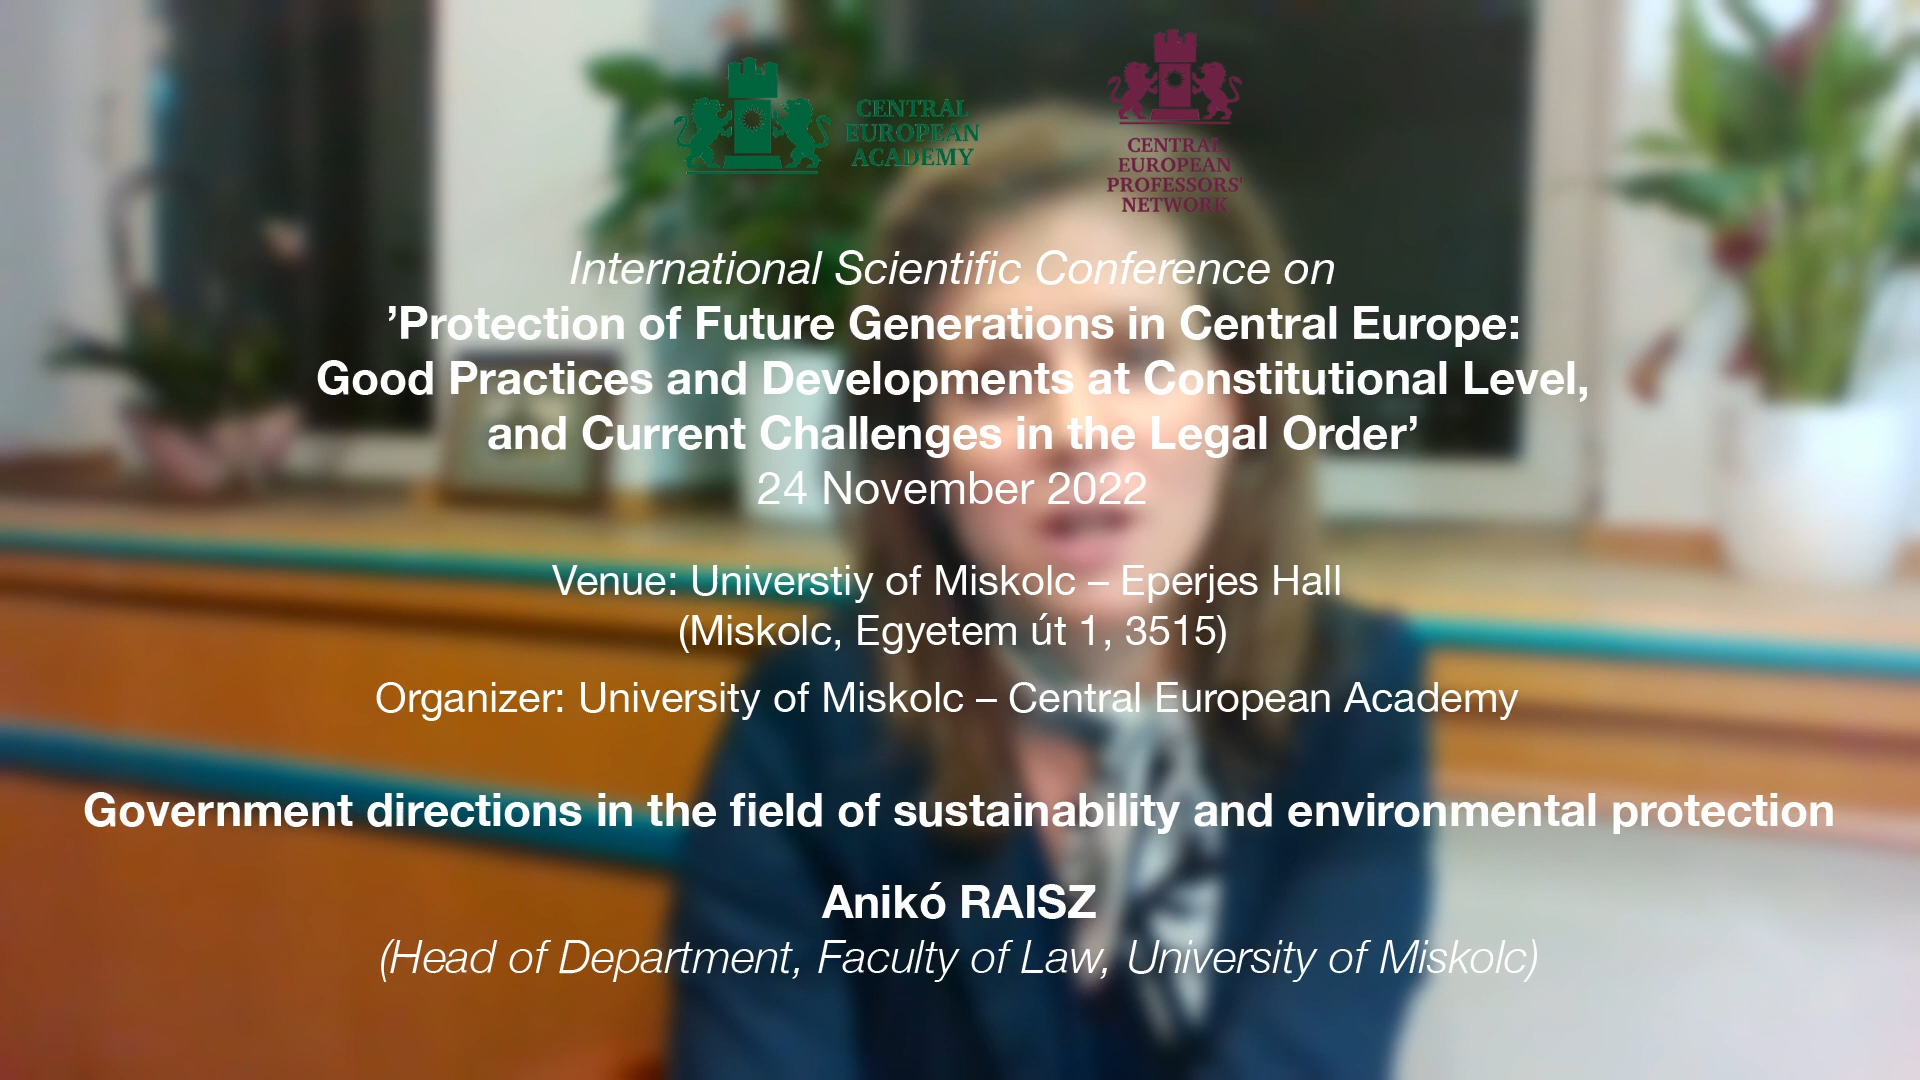 CENTRAL
EUROPEAN
ACADEMY
CENTRAL
EUROPEAN
PROFESSORS'
NETWORK
International Scientific Conference on
’Protection of Future Generations in Central Europe:
Good Practices and Developments at Constitutional Level,
and Current Challenges in the Legal Order’
24 November 2022
Venue: Universtiy of Miskolc – Eperjes Hall
(Miskolc, Egyetem út 1, 3515)
Organizer: University of Miskolc – Central European Academy
Government directions in the field of sustainability and environmental protection
Anikó RAISZ
(Head of Department, Faculty of Law, University of Miskolc)